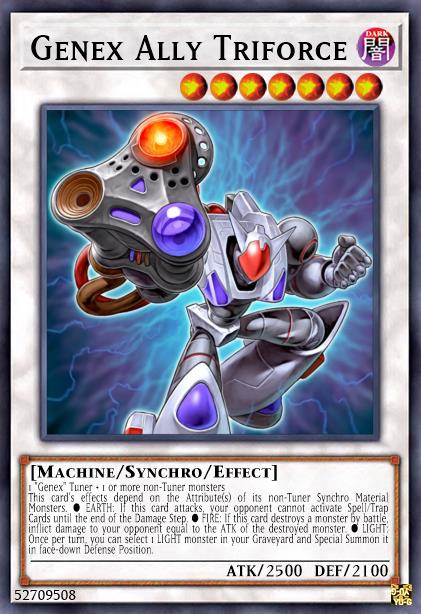 GENEX ALLY TRIFORCE
DARK
闇
[MACHINE/SYNCHRO/EFFECT]
1 "Genex" Tuner + 1 or more non-Tuner monsters
This card's effects depend on the Attribute(s) of its non-Tuner Synchro Material
Monsters. ● EARTH: If this card attacks, your opponent cannot activate Spell/Trap
Cards until the end of the Damage Step. ● FIRE: If this card destroys a monster by battle,
inflict damage to your opponent equal to the ATK of the destroyed monster. ● LIGHT:
Once per turn, you can select 1 LIGHT monster in your Graveyard and Special Summon it
in face-down Defense Position.
ATK/2500 DEF/2100
52709508